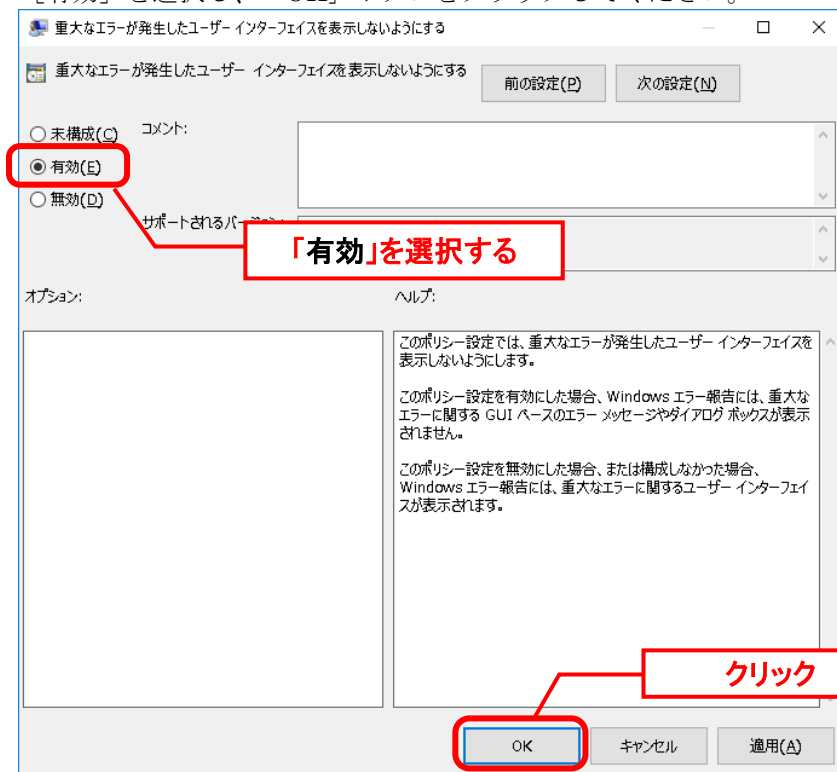 重大なエラーが発生したユーザー インターフェイスを表示しないようにする
重大なエラーが発生したユーザー インターフェイスを表示しないようにする
前の設定(P)
次の設定(N)
未構成(C)
コメント:
有効(E)
無効(D)
サポートされるバージョン:
「有効」を選択する
オプション:
ヘルプ:
このポリシー設定では、重大なエラーが発生したユーザー インターフェイスを
表示しないようにします。
このポリシー設定を有効にした場合、Windows エラー報告には、重大な
エラーに関する GUI ベースのエラー メッセージやダイアログ ボックスが表示
されません。
このポリシー設定を無効にした場合、または構成しなかった場合、
Windows エラー報告には、重大なエラーに関するユーザー インターフェイ
スが表示されます。
クリック
OK
キャンセル
適用(A)